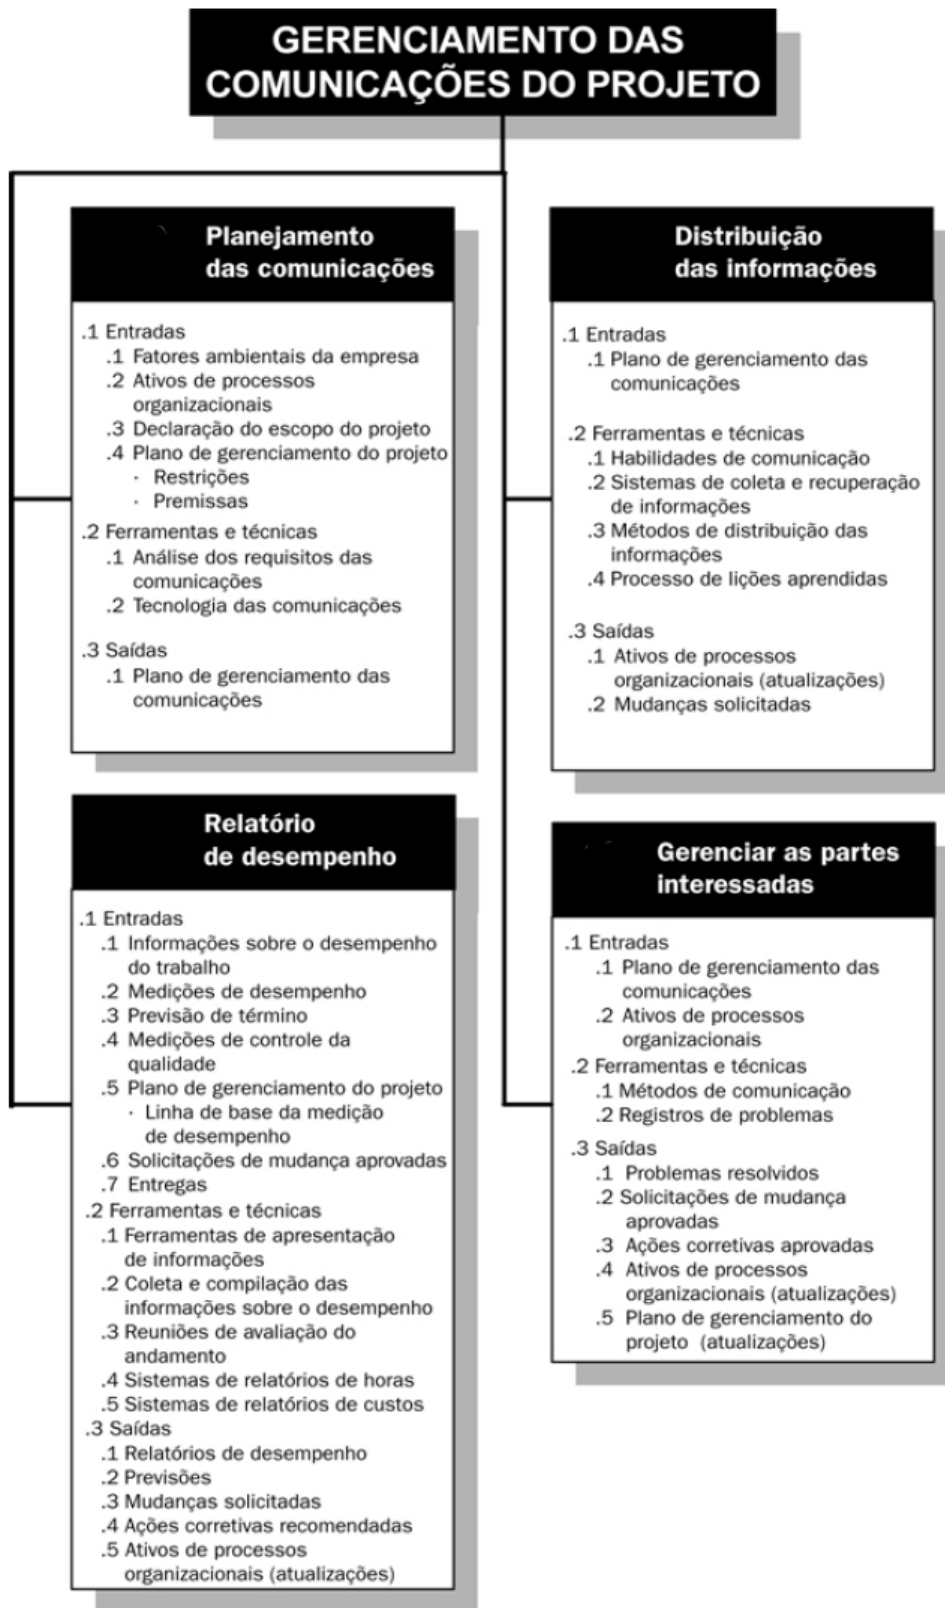 GERENCIAMENTO DAS
COMUNICAÇÕES DO PROJETO
Planejamento
das comunicações
.1 Entradas
.1 Fatores ambientais da empresa
.2 Ativos de processos
organizacionais
.3 Declaração do escopo do projeto
.4 Plano de gerenciamento do projeto
· Restrições
· Premissas
.2 Ferramentas e técnicas
.1 Análise dos requisitos das
comunicações
.2 Tecnologia das comunicações
.3 Saídas
.1 Plano de gerenciamento das
comunicações
Distribuição
das informações
.1 Entradas
.1 Plano de gerenciamento das
comunicações
.2 Ferramentas e técnicas
.1 Habilidades de comunicação
.2 Sistemas de coleta e recuperação
de informações
.3 Métodos de distribuição das
informações
.4 Processo de lições aprendidas
.3 Saídas
.1 Ativos de processos
organizacionais (atualizações)
.2 Mudanças solicitadas
Relatório
de desempenho
.1 Entradas
.1 Informações sobre o desempenho
do trabalho
.2 Medições de desempenho
.3 Previsão de término
.4 Medições de controle da
qualidade
.5 Plano de gerenciamento do projeto
· Linha de base da medição
de desempenho
.6 Solicitações de mudança aprovadas
.7 Entregas
.2 Ferramentas e técnicas
.1 Ferramentas de apresentação
de informações
.2 Coleta e compilação das
informações sobre o desempenho
.3 Reuniões de avaliação do
andamento
.4 Sistemas de relatórios de horas
.5 Sistemas de relatórios de custos
.3 Saídas
.1 Relatórios de desempenho
.2 Previsões
.3 Mudanças solicitadas
.4 Ações corretivas recomendadas
.5 Ativos de processos
organizacionais (atualizações)
Gerenciar as partes
interessadas
.1 Entradas
.1 Plano de gerenciamento das
comunicações
.2 Ativos de processos
organizacionais
.2 Ferramentas e técnicas
.1 Métodos de comunicação
.2 Registros de problemas
.3 Saídas
.1 Problemas resolvidos
.2 Solicitações de mudança
aprovadas
.3 Ações corretivas aprovadas
.4 Ativos de processos
organizacionais (atualizações)
.5 Plano de gerenciamento do
projeto (atualizações)